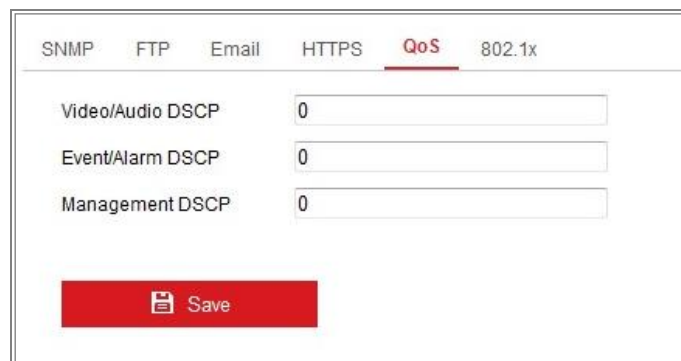 SNMP FTP Email HTTPS QoS 802.1x
Video/Audio DSCP 0
Event/Alarm DSCP 0
Management DSCP 0
Save